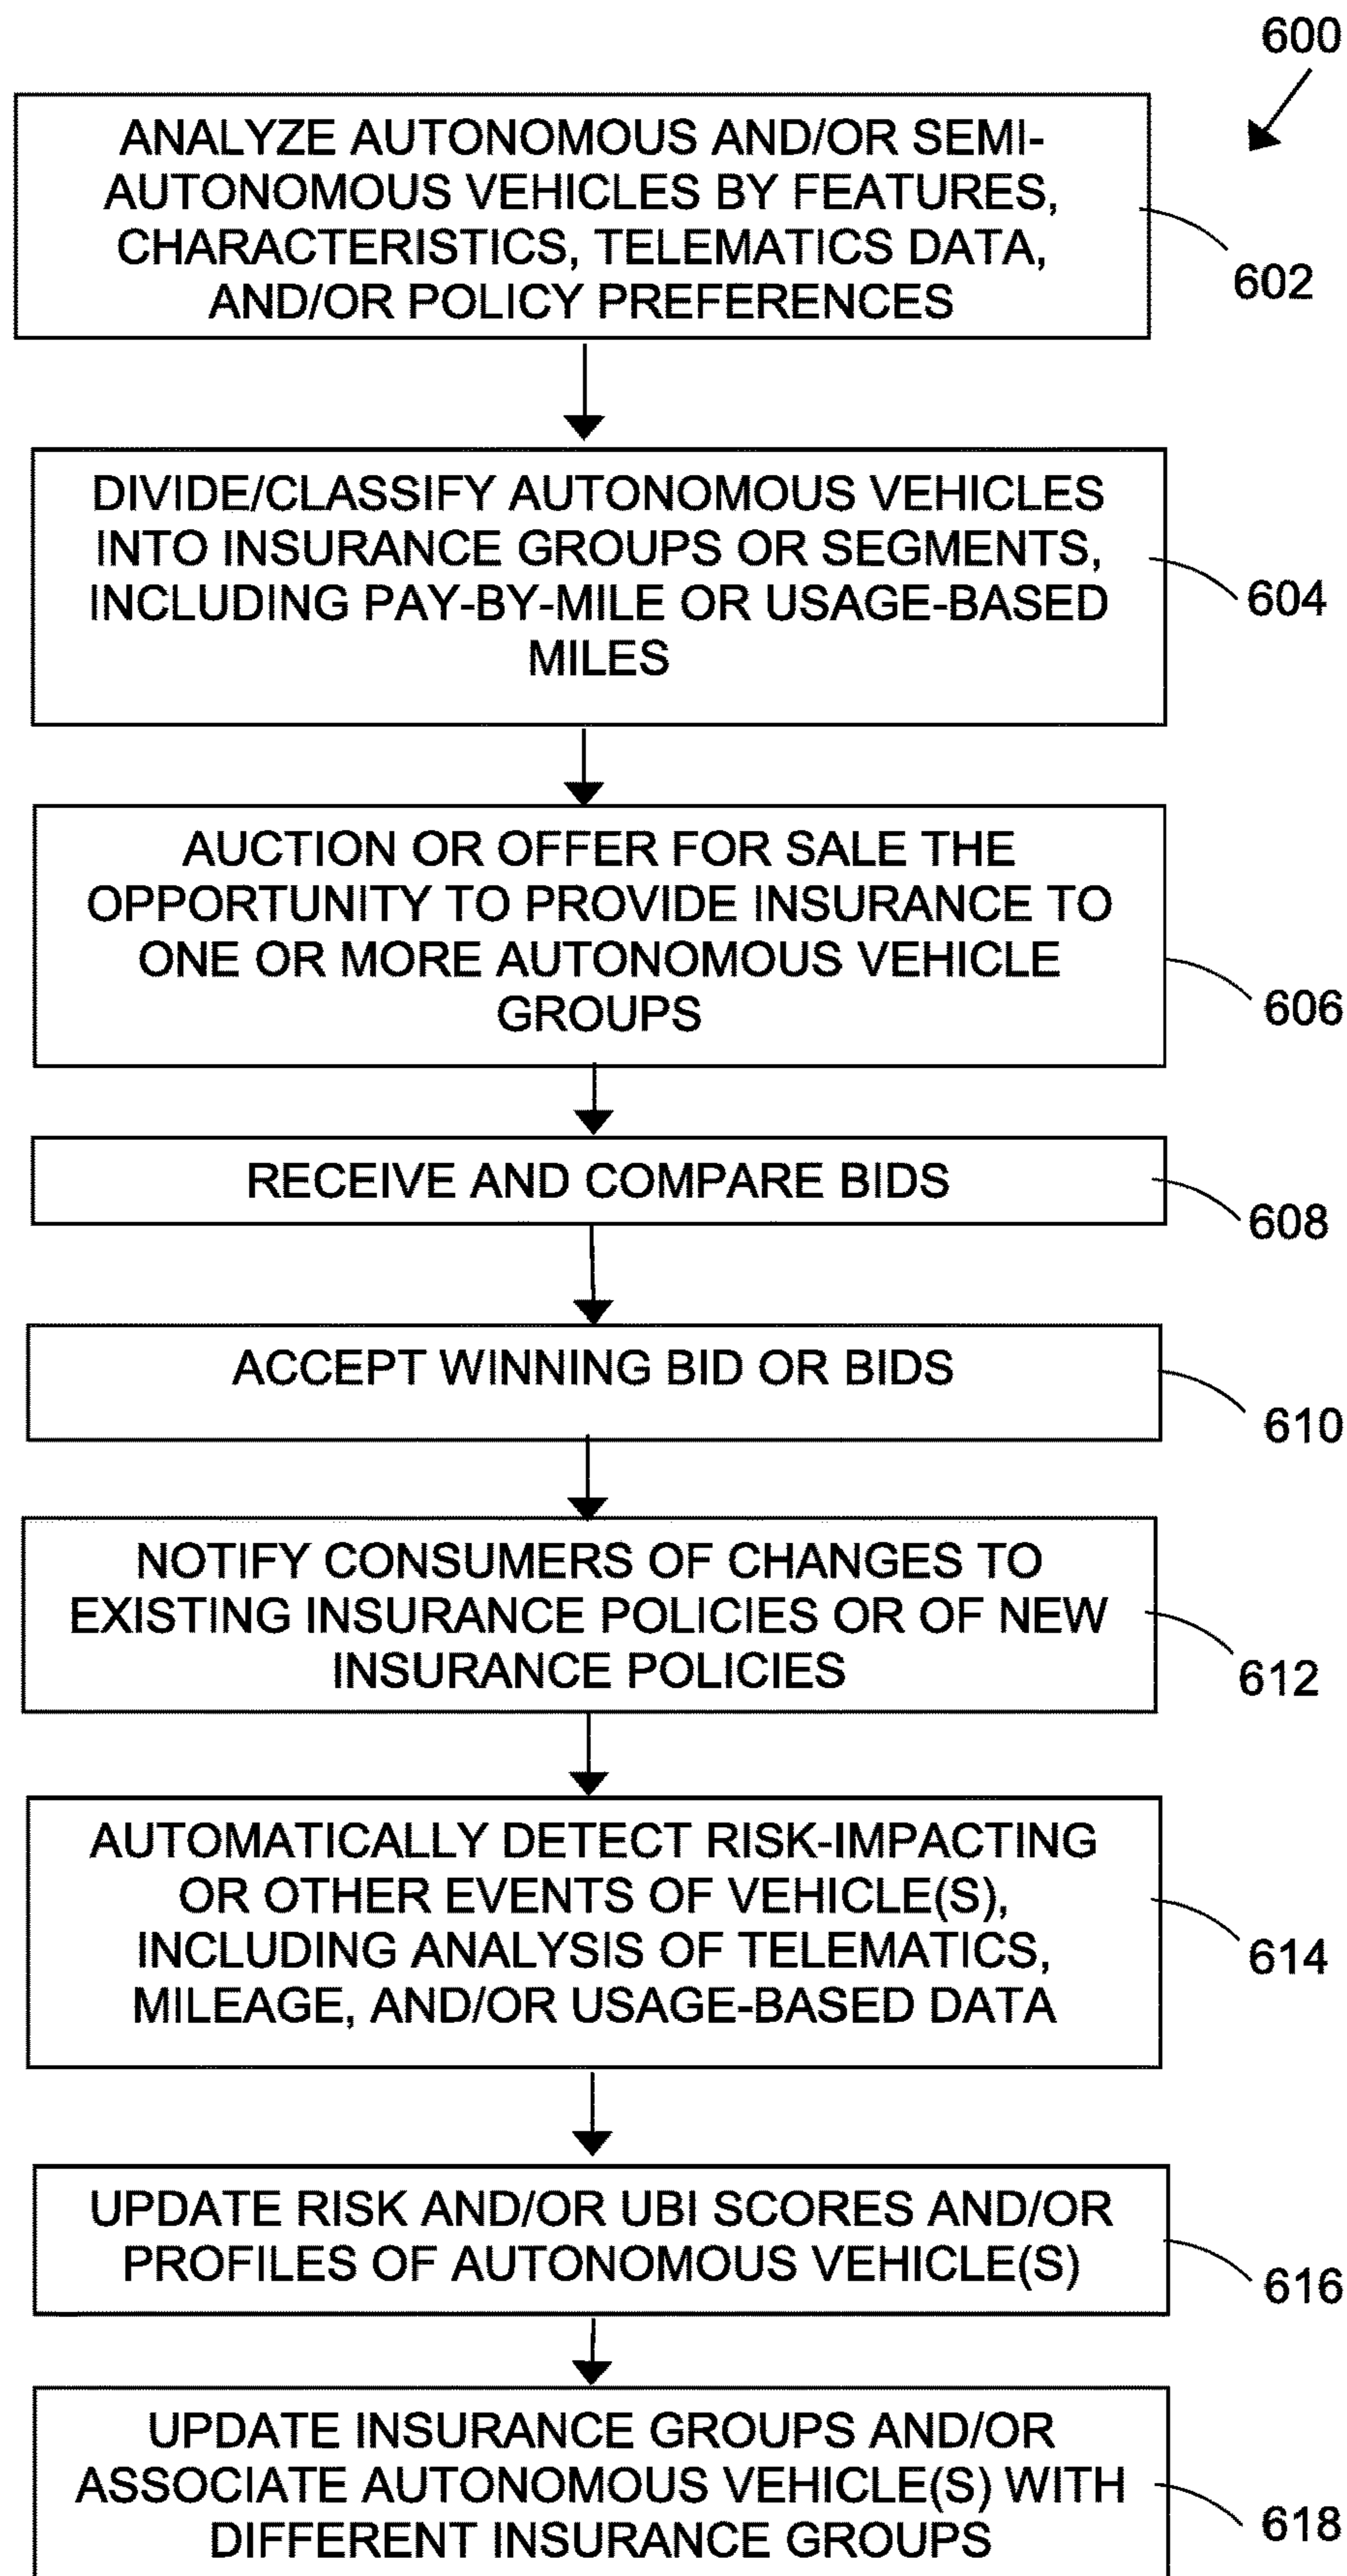 600
ANALYZE AUTONOMOUS AND/OR SEMI-
AUTONOMOUS VEHICLES BY FEATURES,
CHARACTERISTICS, TELEMATICS DATA,
AND/OR POLICY PREFERENCES
602
DIVIDE/CLASSIFY AUTONOMOUS VEHICLES
INTO INSURANCE GROUPS OR SEGMENTS,
INCLUDING PAY-BY-MILE OR USAGE-BASED
MILES
604
AUCTION OR OFFER FOR SALE THE
OPPORTUNITY TO PROVIDE INSURANCE TO
ONE OR MORE AUTONOMOUS VEHICLE
GROUPS
606
RECEIVE AND COMPARE BIDS
608
ACCEPT WINNING BID OR BIDS
610
NOTIFY CONSUMERS OF CHANGES TO
EXISTING INSURANCE POLICIES OR OF NEW
INSURANCE POLICIES
612
AUTOMATICALLY DETECT RISK-IMPACTING
OR OTHER EVENTS OF VEHICLE(S),
INCLUDING ANALYSIS OF TELEMATICS,
MILEAGE, AND/OR USAGE-BASED DATA
614
UPDATE RISK AND/OR UBI SCORES AND/OR
PROFILES OF AUTONOMOUS VEHICLE(S)
616
UPDATE INSURANCE GROUPS AND/OR
ASSOCIATE AUTONOMOUS VEHICLE(S) WITH
DIFFERENT INSURANCE GROUPS
618